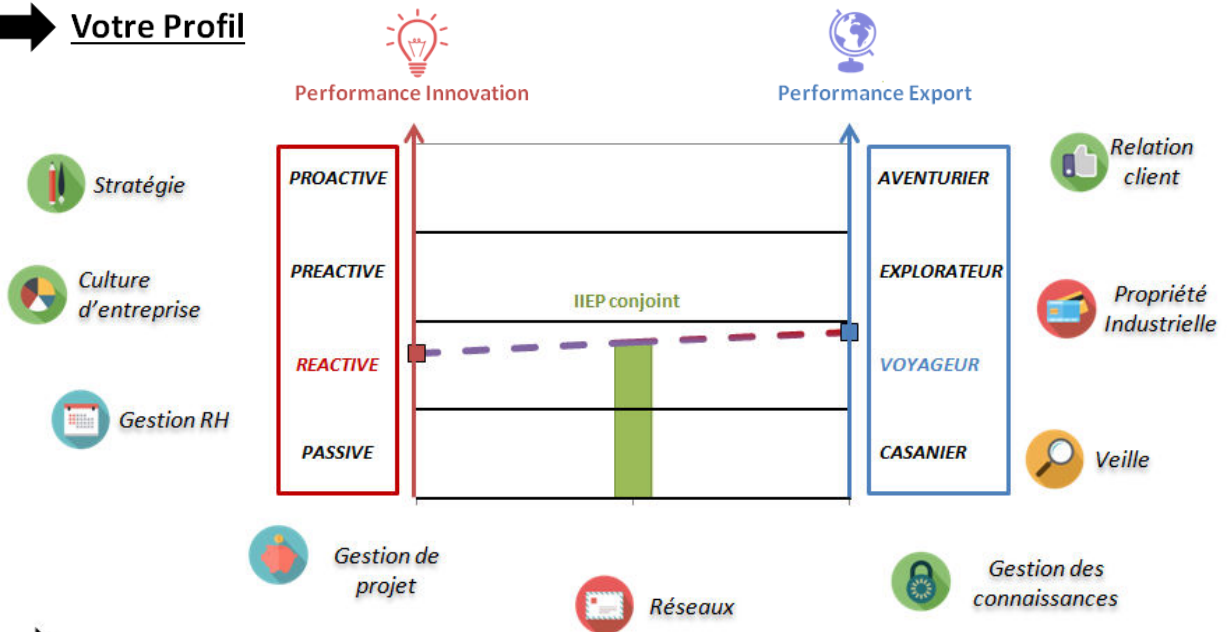 Votre Profil
Performance Innovation
Performance Export
PROACTIVE
PREACTIVE
REACTIVE
PASSIVE
IIEP conjoint
AVENTURIER
EXPLORATEUR
VOYAGEUR
CASANIER
Stratégie
Culture
d'entreprise
Gestion RH
Gestion de
projet
Réseaux
Gestion des
connaissances
Veille
Propriété
Industrielle
Relation
client